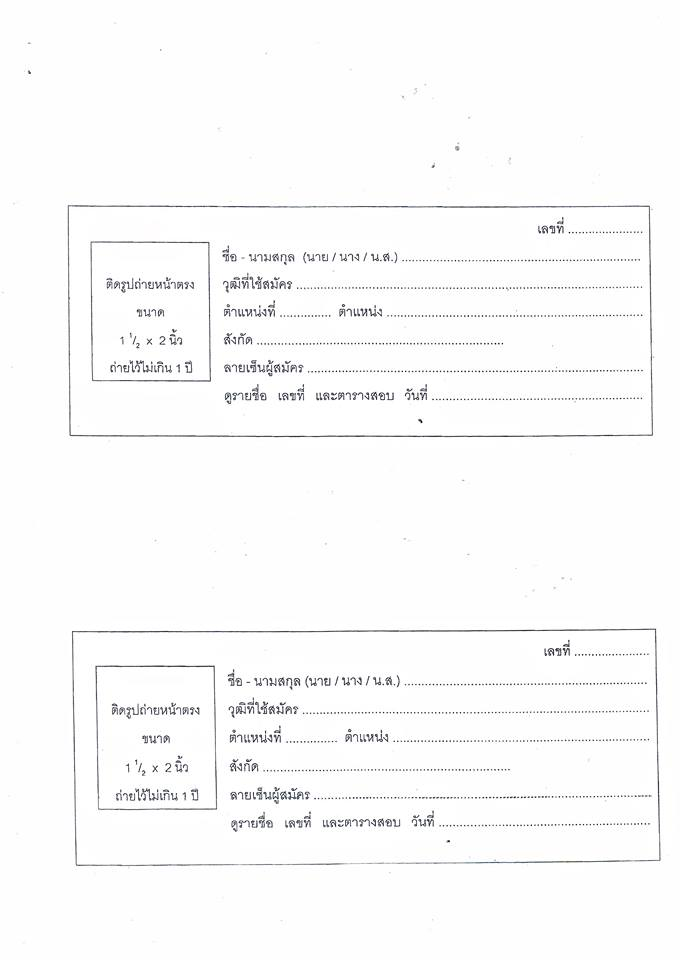 เลขที่ ......................
ชื่อ - นามสกุล (นาย / นาง / น.ส.) ......................................................................
ติดรูปถ่ายหน้าตรง
วุฒิที่ใช้สมัคร ....................................................................................................
ขนาด
ตำแหน่งที่ ............... ตำแหน่ง ..........................................................................
1 1/2 x 2 นิ้ว
สังกัด ........................................................................
ถ่ายไว้ไม่เกิน 1 ปี
ลายเซ็นผู้สมัคร .................................................................................................
ดูรายชื่อ เลขที่ และตารางสอบ วันที่ .............................................................
เลขที่ ......................
ชื่อ - นามสกุล (นาย / นาง / น.ส.) ......................................................................
ติดรูปถ่ายหน้าตรง
วุฒิที่ใช้สมัคร ....................................................................................................
ขนาด
ตำแหน่งที่ ............... ตำแหน่ง ..........................................................................
1 1/2 x 2 นิ้ว
สังกัด ........................................................................
ถ่ายไว้ไม่เกิน 1 ปี
ลายเซ็นผู้สมัคร .................................................................................................
ดูรายชื่อ เลขที่ และตารางสอบ วันที่ .............................................................